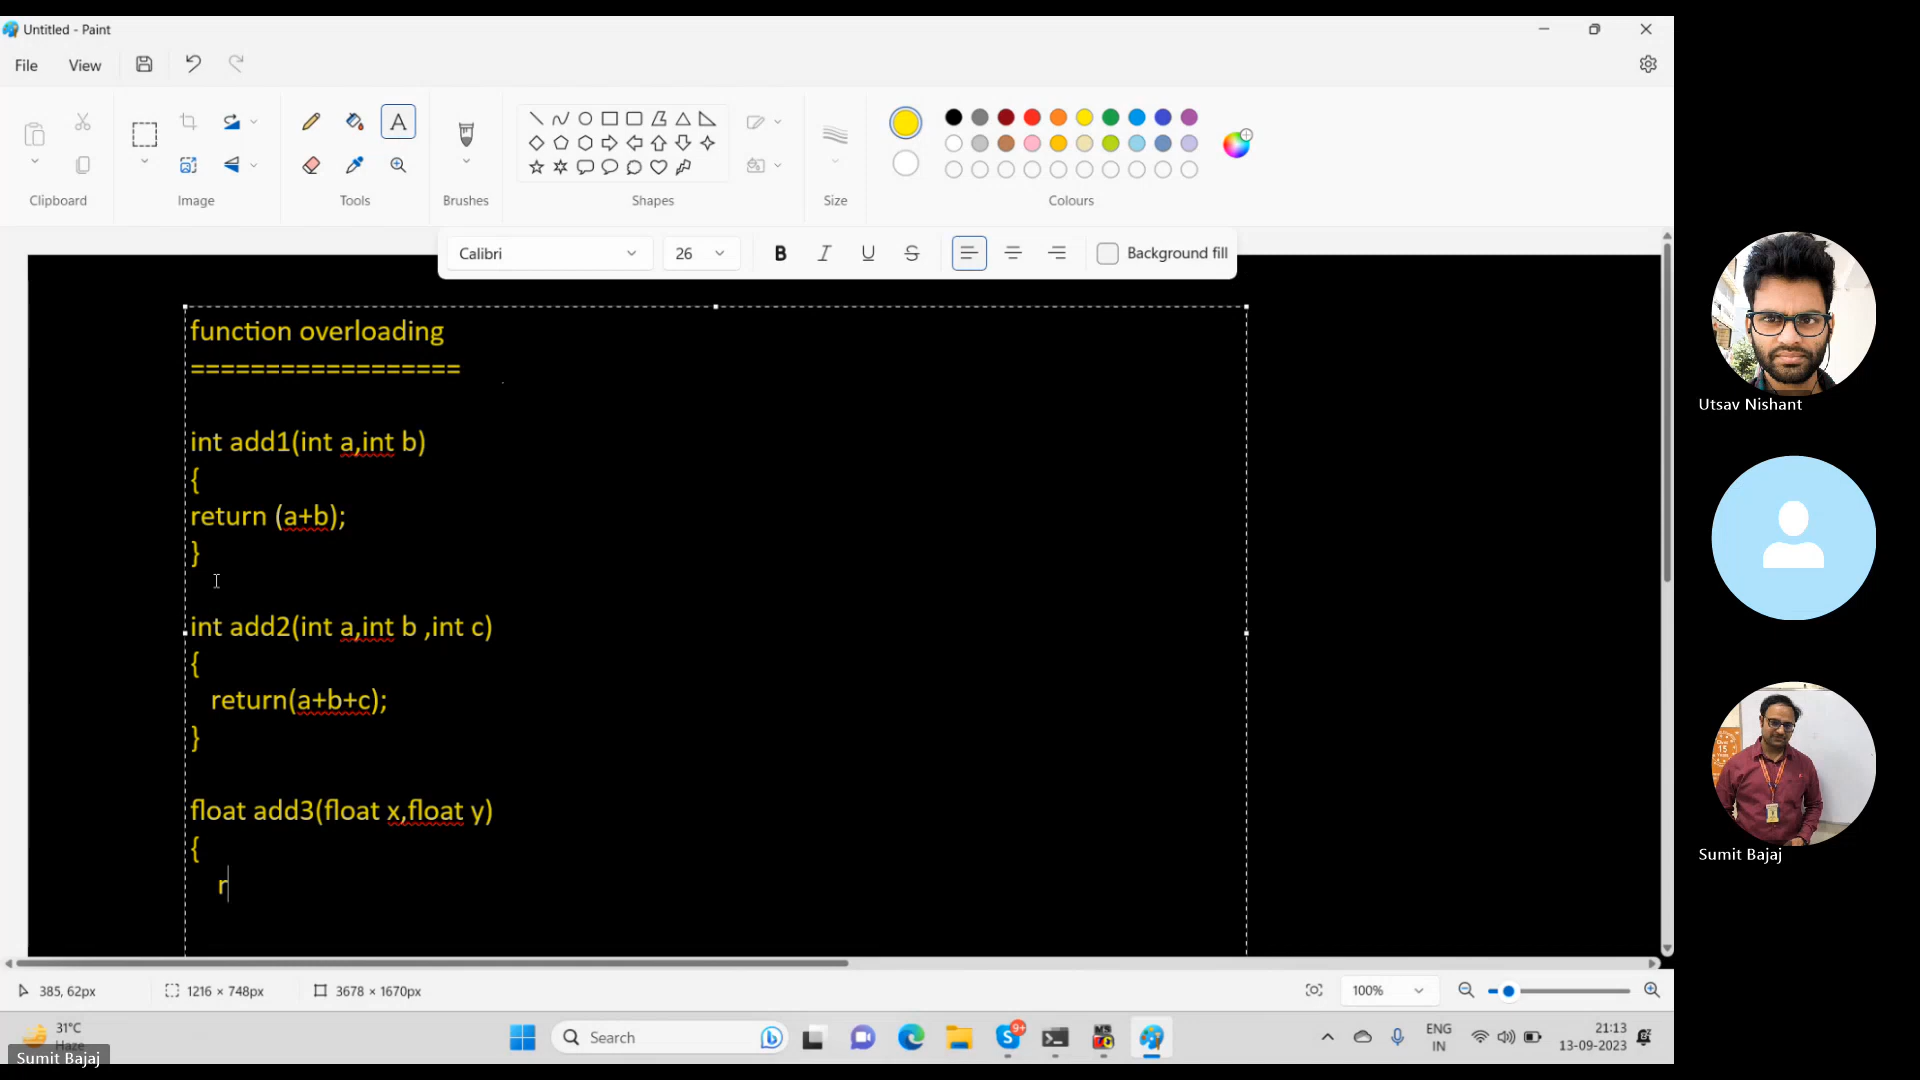 Untitled - Paint
File View
Clipboard Image Tools Brushes Shapes Size Colours
Calibri 26 B I U S Background fill
function overloading
==================
int add1(int a,int b)
{
return (a+b);
}
int add2(int a,int b ,int c)
{
return(a+b+c);
}
float add3(float x,float y)
{
r
Utsav Nishant
Sumit Bajaj
385, 62px 1216 × 748px 3678 × 1670px 100%
31°C
Haze
Sumit Bajaj
Search
9+
ENG
IN
21:13
13-09-2023